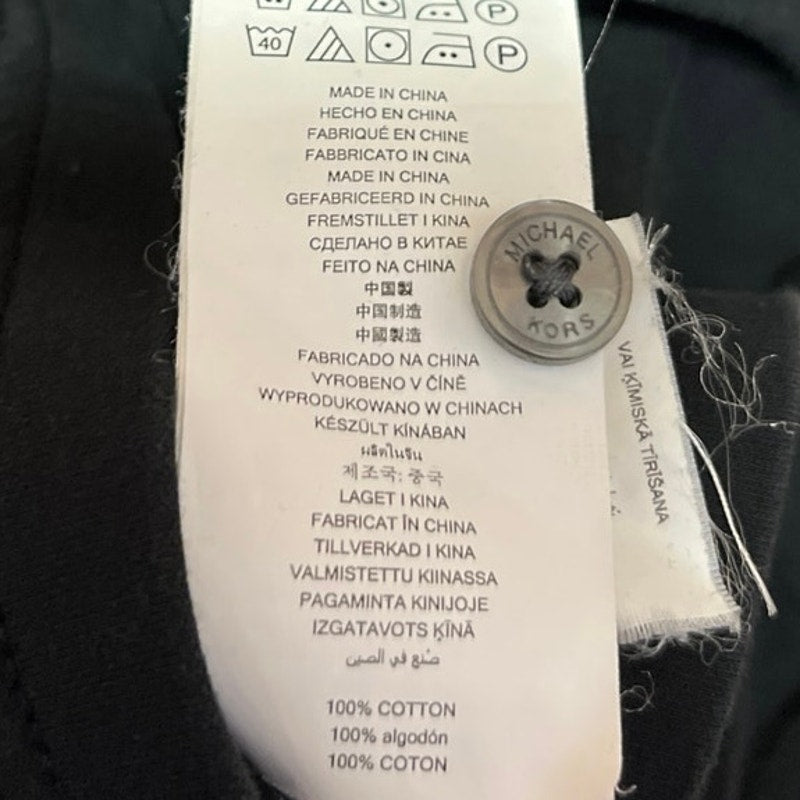 40
P
P
MADE IN CHINA
HECHO EN CHINA
FABRIQUÉ EN CHINE
FABBRICATO IN CINA
MADE IN CHINA
GEFABRICEERD IN CHINA
FREMSTILLET I KINA
СДЕЛАНО В КИТАЕ
FEITO NA CHINA
中国製
中国制造
中國製造
FABRICADO NA CHINA
VYROBENO V ČÍNĚ
WYPRODUKOWANO W CHINACH
KÉSZÜLT KÍNÁBAN
ผลิตในจีน
제조국: 중국
LAGET I KINA
FABRICAT ÎN CHINA
TILLVERKAD I KINA
VALMISTETTU KIINASSA
PAGAMINTA KINIJOJE
IZGATAVOTS ĶĪNĀ
صُنع في الصين
100% COTTON
100% algodón
100% COTON
MICHAEL
KORS
VAI ĶĪMISKĀ TĪRĪŠANA